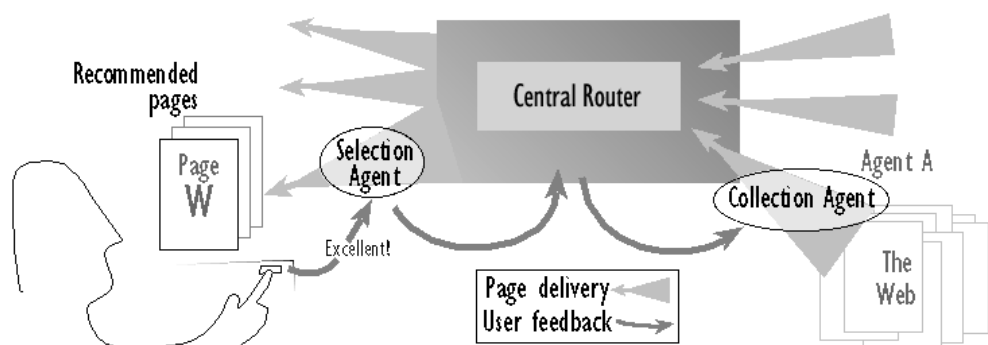 Recommended
pages
Page
W
Selection
Agent
Excellent!
Central Router
Agent A
Collection Agent
The
Web
Page delivery
User feedback